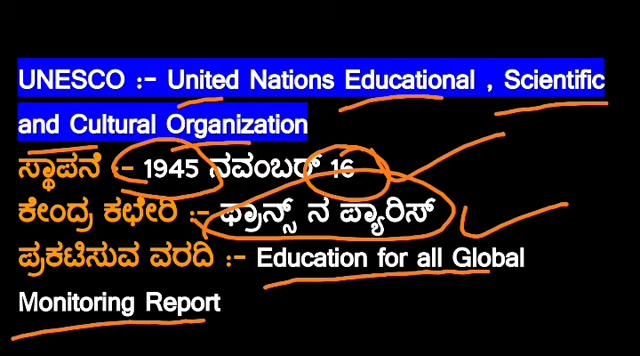 UNESCO :- United Nations Educational , Scientific
and Cultural Organization
ಸ್ಥಾಪನೆ :- 1945 ನವಂಬರ್ 16
ಕೇಂದ್ರ ಕಛೇರಿ :- ಫ್ರಾನ್ಸ್ ನ ಪ್ಯಾರಿಸ್
ಪ್ರಕಟಿಸುವ ವರದಿ :- Education for all Global
Monitoring Report